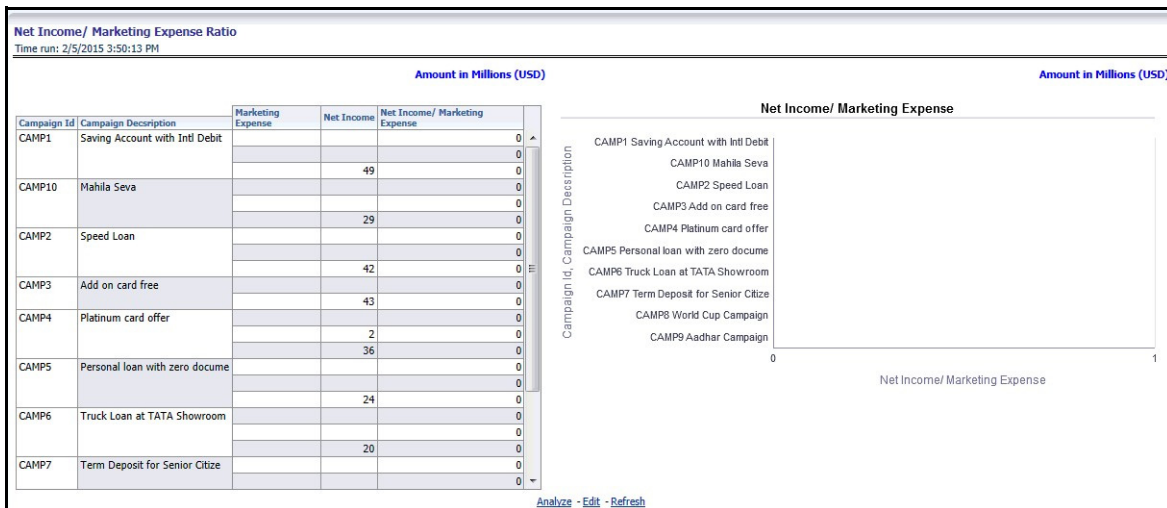 Net Income/ Marketing Expense Ratio
Time run: 2/5/2015 3:50:13 PM
Amount in Millions (USD)
Campaign Id Campaign Decsription Marketing Expense Net Income Net Income/ Marketing Expense
CAMP1 Saving Account with Intl Debit 0
0
49 0
CAMP10 Mahila Seva 0
0
29 0
CAMP2 Speed Loan 0
0
42 0
CAMP3 Add on card free 0
43 0
CAMP4 Platinum card offer 0
2 0
36 0
CAMP5 Personal loan with zero docume 0
0
24 0
CAMP6 Truck Loan at TATA Showroom 0
0
20 0
CAMP7 Term Deposit for Senior Citize 0
0
Amount in Millions (USD)
Net Income/ Marketing Expense
Campaign Id, Campaign Decsription
CAMP1 Saving Account with Intl Debit
CAMP10 Mahila Seva
CAMP2 Speed Loan
CAMP3 Add on card free
CAMP4 Platinum card offer
CAMP5 Personal loan with zero docume
CAMP6 Truck Loan at TATA Showroom
CAMP7 Term Deposit for Senior Citize
CAMP8 World Cup Campaign
CAMP9 Aadhar Campaign
0 1
Net Income/ Marketing Expense
Analyze - Edit - Refresh